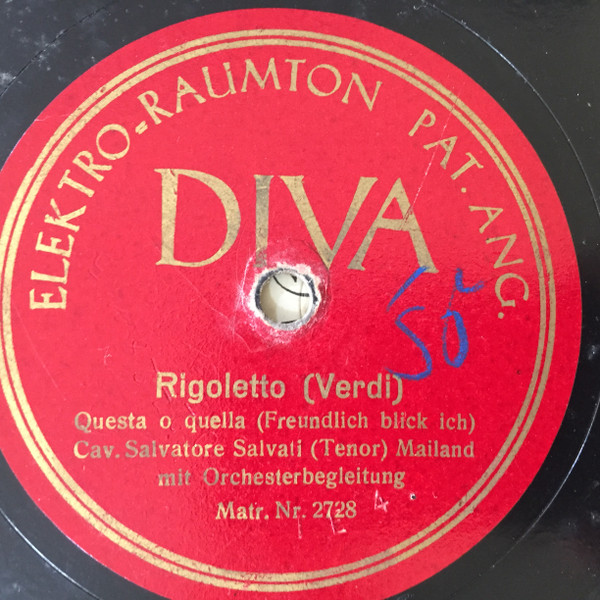 ELEKTRO=RAUMTON PAT. ANG.
DIVA
Rigoletto (Verdi)
Questa o quella (Freundlich blick ich)
Cav. Salvatore Salvati (Tenor) Mailand
mit Orchesterbegleitung
Matr. Nr. 2728